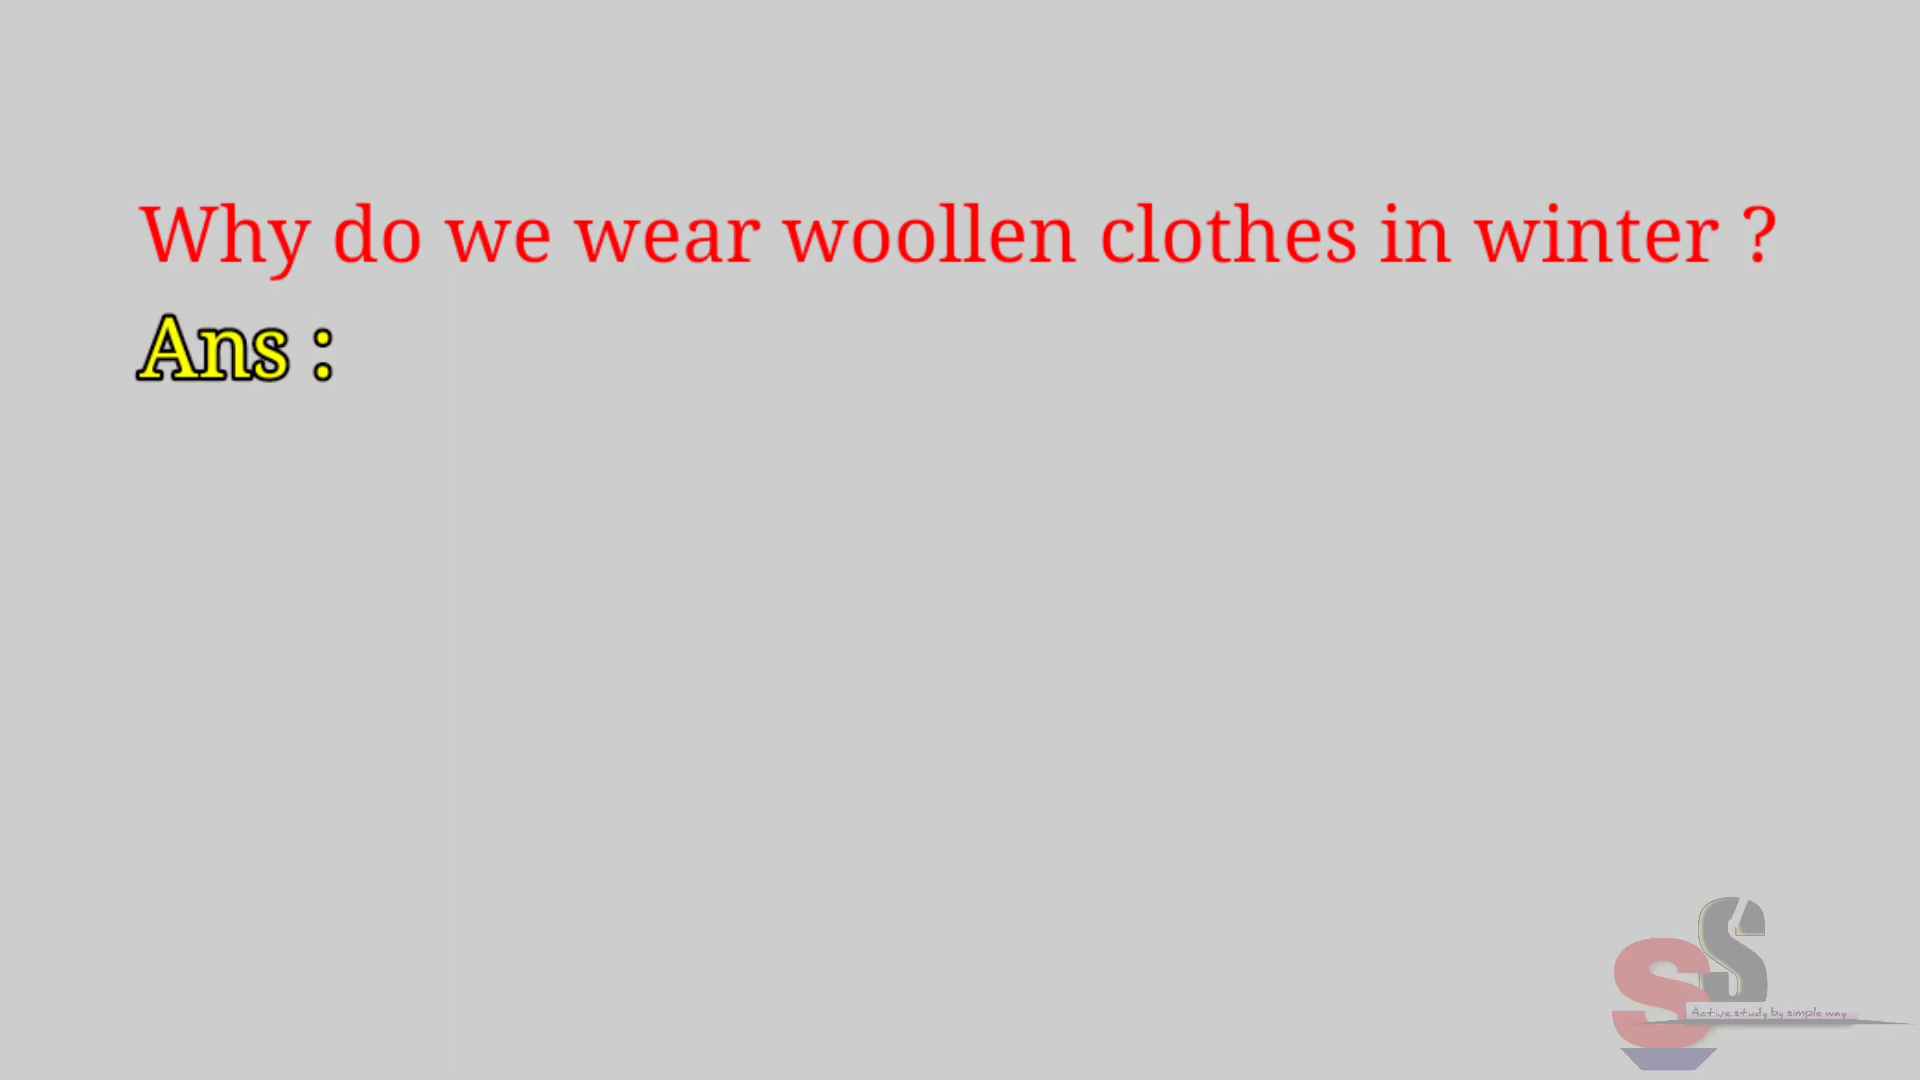 Why do we wear woollen clothes in winter ?
Ans :
Active study by simple way